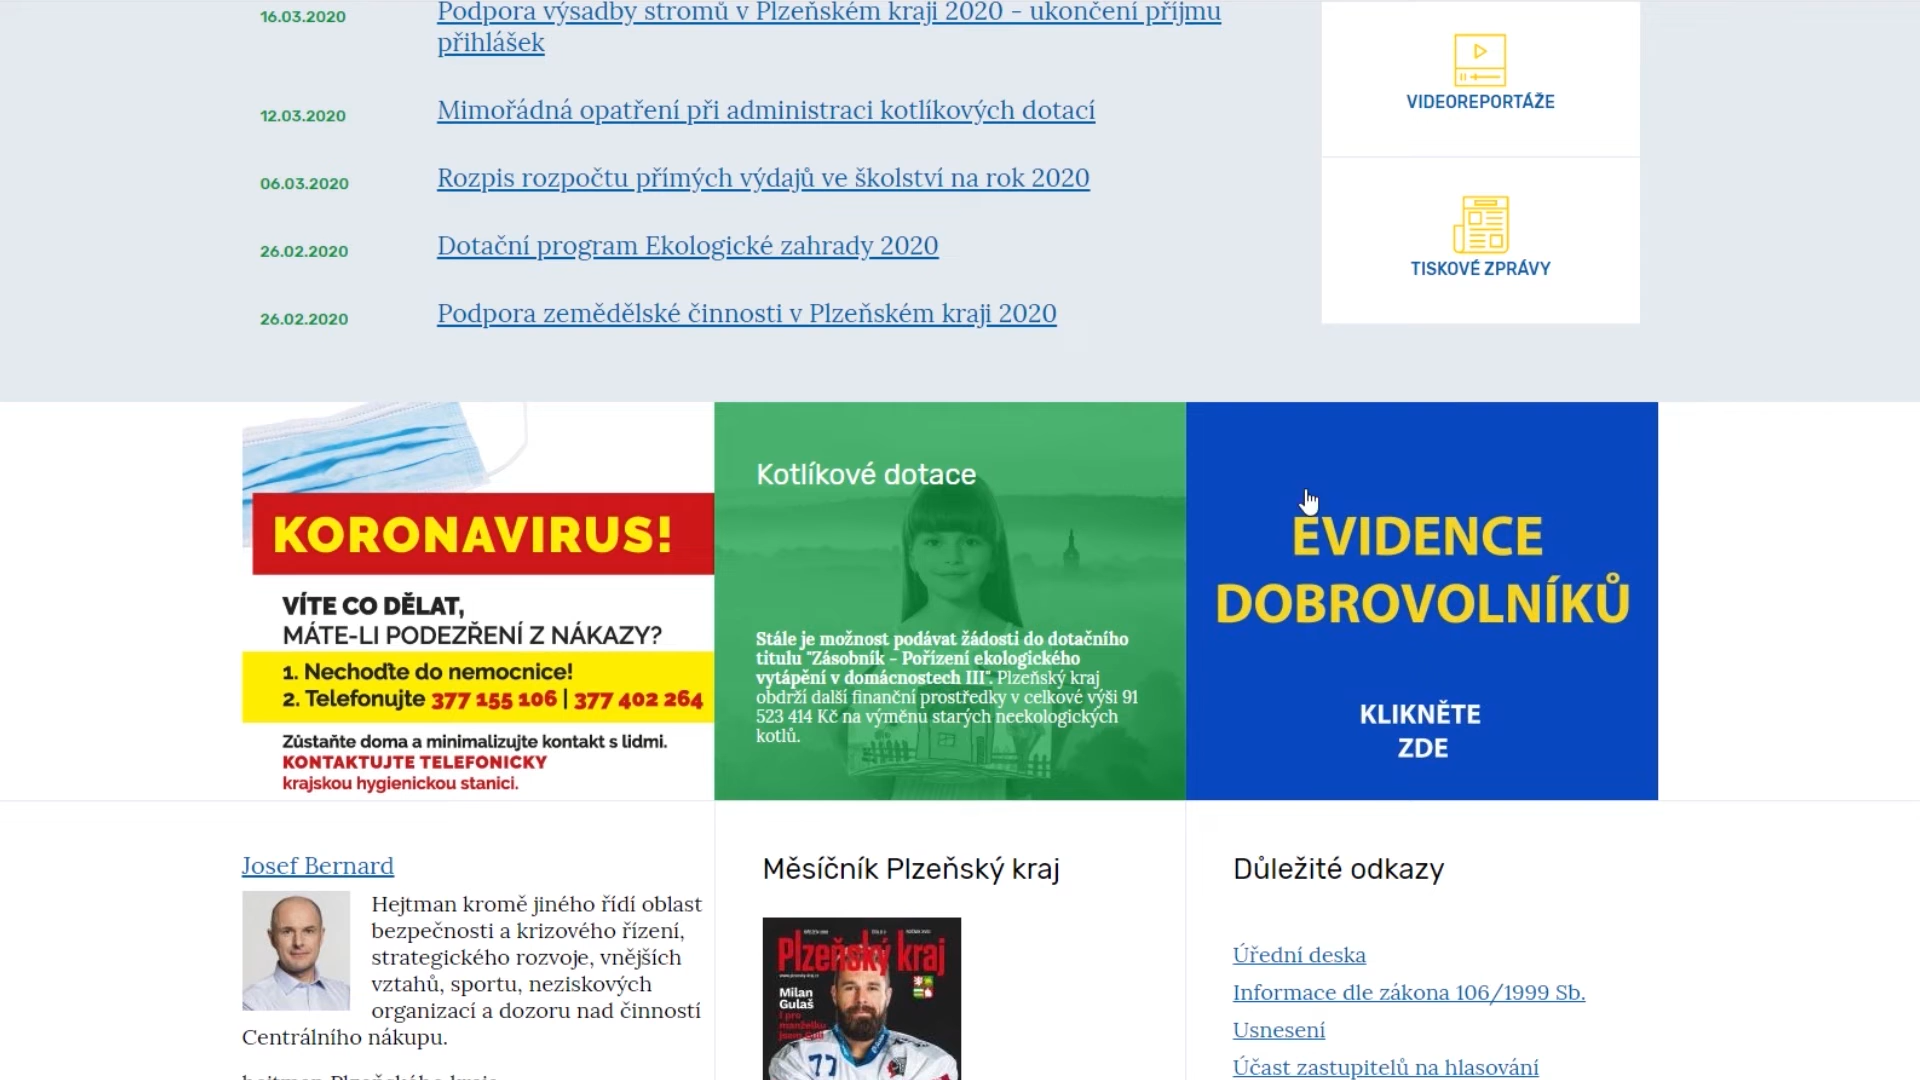 16.03.2020
Podpora výsadby stromů v Plzeňském kraji 2020 - ukončení příjmu
přihlášek
12.03.2020
Mimořádná opatření při administraci kotlíkových dotací
06.03.2020
Rozpis rozpočtu přímých výdajů ve školství na rok 2020
26.02.2020
Dotační program Ekologické zahrady 2020
26.02.2020
Podpora zemědělské činnosti v Plzeňském kraji 2020
VIDEOREPORTÁŽE
TISKOVÉ ZPRÁVY
KORONAVIRUS!
VÍTE CO DĚLAT,
MÁTE-LI PODEZŘENÍ Z NÁKAZY?
1. Nechoďte do nemocnice!
2. Telefonujte 377 155 106 | 377 402 264
Zůstaňte doma a minimalizujte kontakt s lidmi.
KONTAKTUJTE TELEFONICKY
krajskou hygienickou stanici.
Kotlíkové dotace
Stále je možnost podávat žádosti do dotačního
titulu "Zásobník - Pořízení ekologického
vytápění v domácnostech III". Plzeňský kraj
obdrží další finanční prostředky v celkové výši 91
523 414 Kč na výměnu starých neekologických
kotlů.
EVIDENCE
DOBROVOLNÍKŮ
KLIKNĚTE
ZDE
Josef Bernard
Hejtman kromě jiného řídí oblast
bezpečnosti a krizového řízení,
strategického rozvoje, vnějších
vztahů, sportu, neziskových
organizací a dozoru nad činností
Centrálního nákupu.
hejtman Plzeňského kraje
Měsíčník Plzeňský kraj
Plzeňský kraj
Milan
Gulaš
I pro
manželku
jsem Guli
77
Důležité odkazy
Úřední deska
Informace dle zákona 106/1999 Sb.
Usnesení
Účast zastupitelů na hlasování